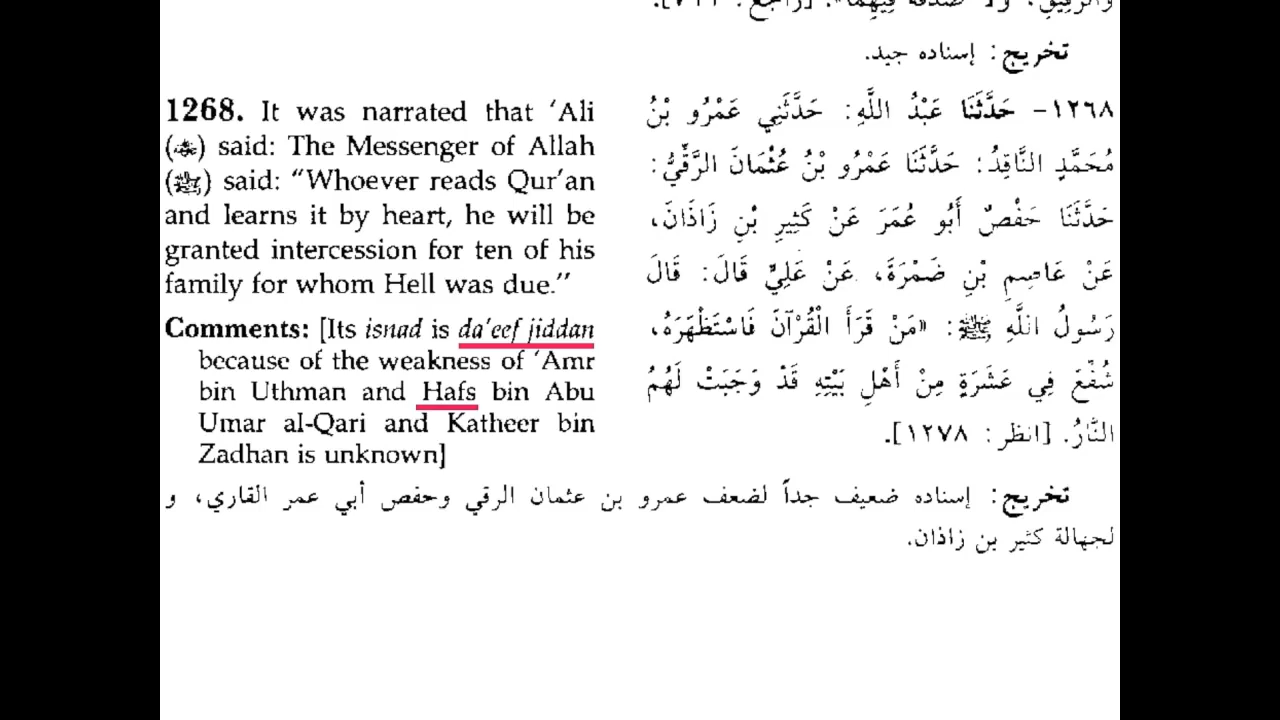 تخريج: إسناده جيد.
1268. It was narrated that ‘Ali
() said: The Messenger of Allah
(ﷺ) said: “Whoever reads Qur’an
and learns it by heart, he will be
granted intercession for ten of his
family for whom Hell was due.”
Comments: [Its isnad is da‘eef jiddan
because of the weakness of ‘Amr
bin Uthman and Hafs bin Abu
Umar al-Qari and Katheer bin
Zadhan is unknown]
١٢٦٨- حَدَّثَنَا عَبْدُ اللَّهِ: حَدَّثَنِي عَمْرُو بْنُ
مُحَمَّدٍ النَّاقِدُ: حَدَّثَنَا عَمْرُو بْنُ عُثْمَانَ الرَّقِّيُّ:
حَدَّثَنَا حَفْصٌ أَبُو عُمَرَ عَنْ كَثِيرِ بْنِ زَاذَانَ،
عَنْ عَاصِمِ بْنِ ضَمْرَةَ، عَنْ عَلِيٍّ قَالَ: قَالَ
رَسُولُ اللَّهِ ﷺ: «مَنْ قَرَأَ الْقُرْآنَ فَاسْتَظْهَرَهُ،
شُفِّعَ فِي عَشَرَةٍ مِنْ أَهْلِ بَيْتِهِ قَدْ وَجَبَتْ لَهُمُ
النَّارُ. [انظر: ١٢٧٨].
تخريج: إسناده ضعيف جداً لضعف عمرو بن عثمان الرقي وحفص أبي عمر القاري، و
لجهالة كثير بن زاذان.